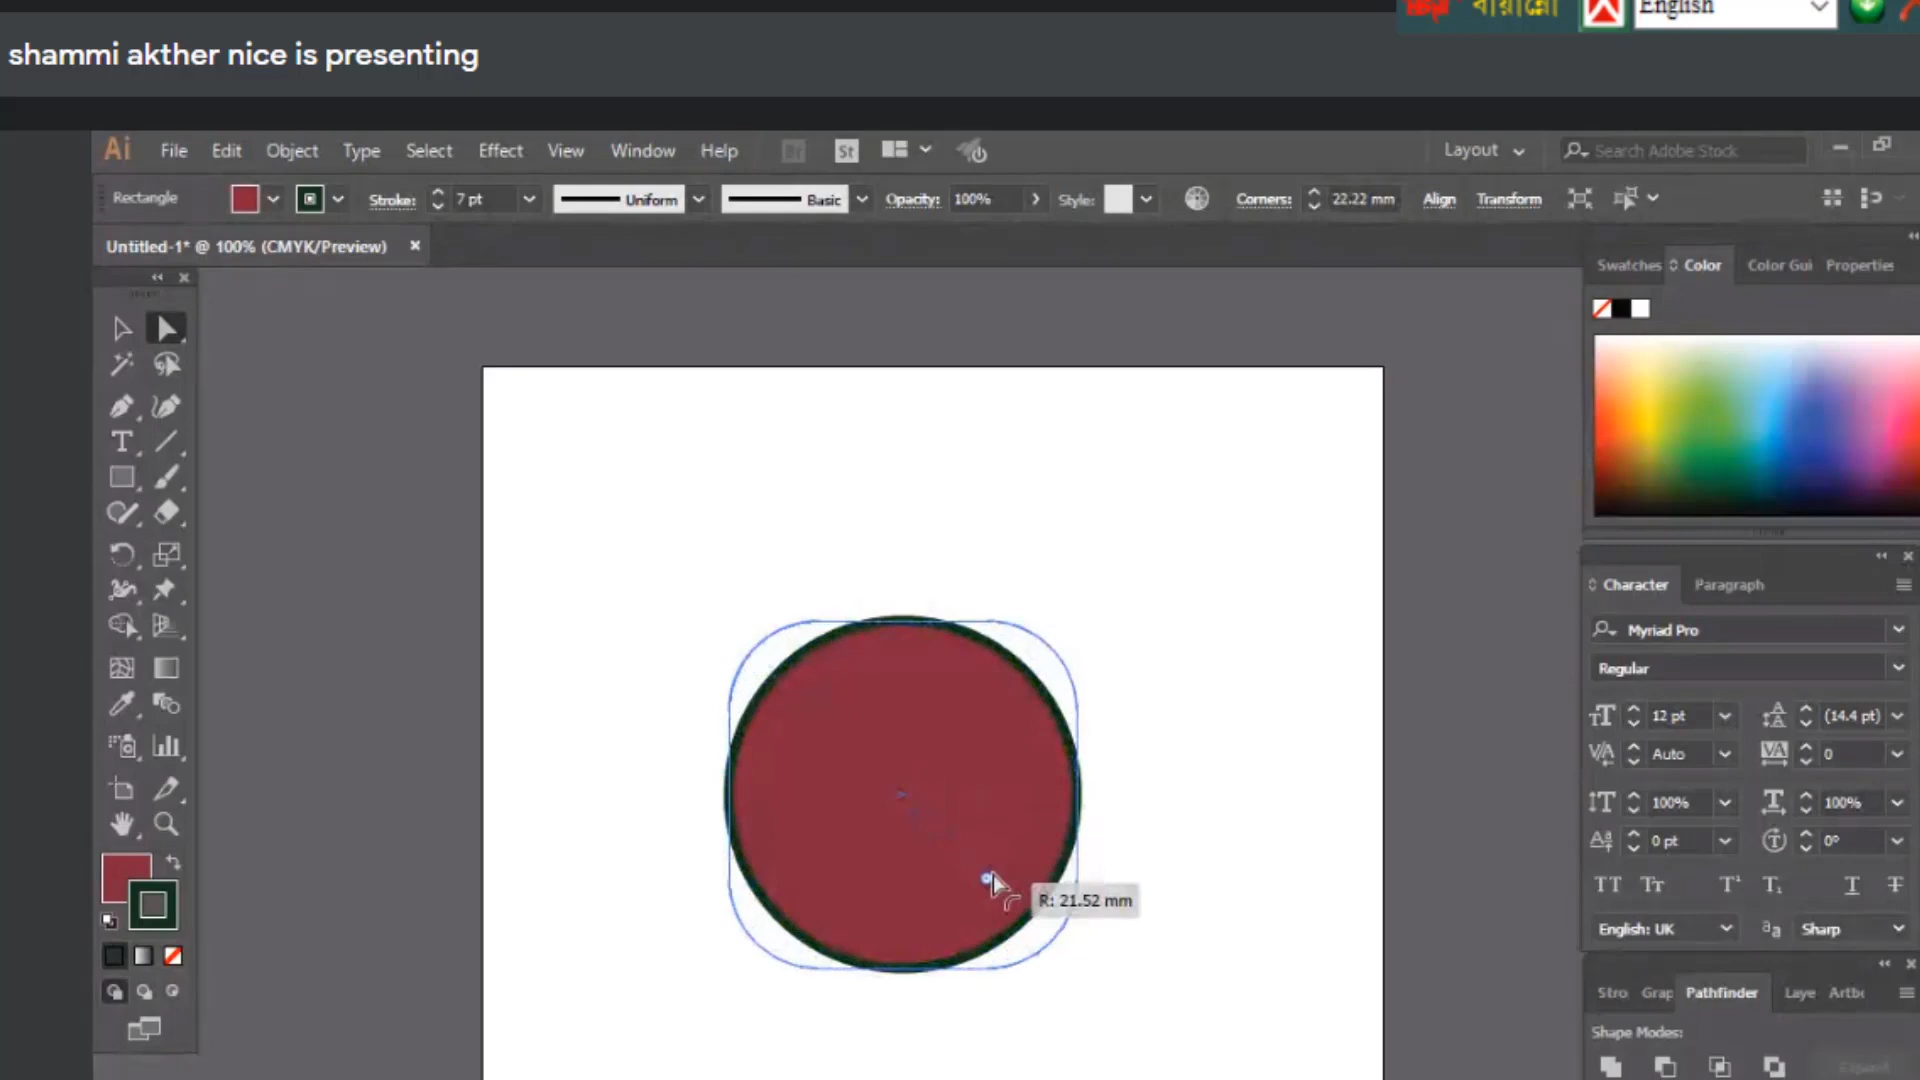 বায়ান্নো
English
shammi akther nice is presenting
Ai File Edit Object Type Select Effect View Window Help Br St Layout Search Adobe Stock
Rectangle Stroke: 7 pt Uniform Basic Opacity: 100% Style: Corners: 22.22 mm Align Transform
Untitled-1* @ 100% (CMYK/Preview)
Swatches Color Color Gui Properties
Character Paragraph
Myriad Pro
Regular
12 pt (14.4 pt)
Auto 0
100% 100%
0 pt 0°
R: 21.52 mm
English: UK Sharp
Stro Grap Pathfinder Laye Artb
Shape Modes:
Expand